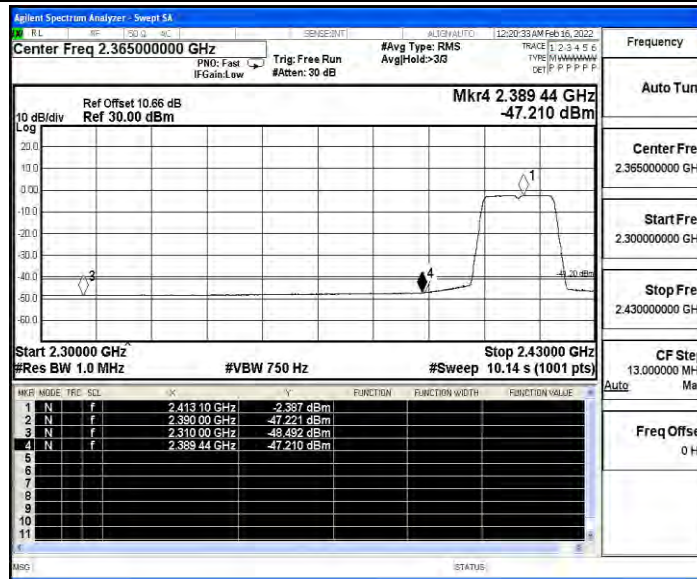 Agilent Spectrum Analyzer - Swept SA
RL RF 50 Ω AC SENSE:INT ALIGNAUTO 12:20:33 AM Feb 16, 2022
Center Freq 2.365000000 GHz
PNO: Fast
IFGain:Low
Trig: Free Run
#Atten: 30 dB
#Avg Type: RMS
Avg|Hold:>3/3
TRACE 1 2 3 4 5 6
TYPE MWWWWW
DET P P P P P P
Frequency
Mkr4 2.389 44 GHz
-47.210 dBm
Ref Offset 10.66 dB
10 dB/div Ref 30.00 dBm
Log
20.0
10.0
0.00
-10.0
-20.0
-30.0
-40.0
-50.0
-60.0
1
3
4
-41.20 dBm
Start 2.30000 GHz
Stop 2.43000 GHz
#Res BW 1.0 MHz #VBW 750 Hz #Sweep 10.14 s (1001 pts)
MKR MODE TRC SCL X Y FUNCTION FUNCTION WIDTH FUNCTION VALUE
1 N f 2.413 10 GHz -2.387 dBm
2 N f 2.390 00 GHz -47.221 dBm
3 N f 2.310 00 GHz -48.492 dBm
4 N f 2.389 44 GHz -47.210 dBm
5
6
7
8
9
10
11
MSG STATUS
Auto Tun
Center Fre
2.365000000 GH
Start Fre
2.300000000 GH
Stop Fre
2.430000000 GH
CF Ste
13.000000 MH
Auto Ma
Freq Offse
0 H